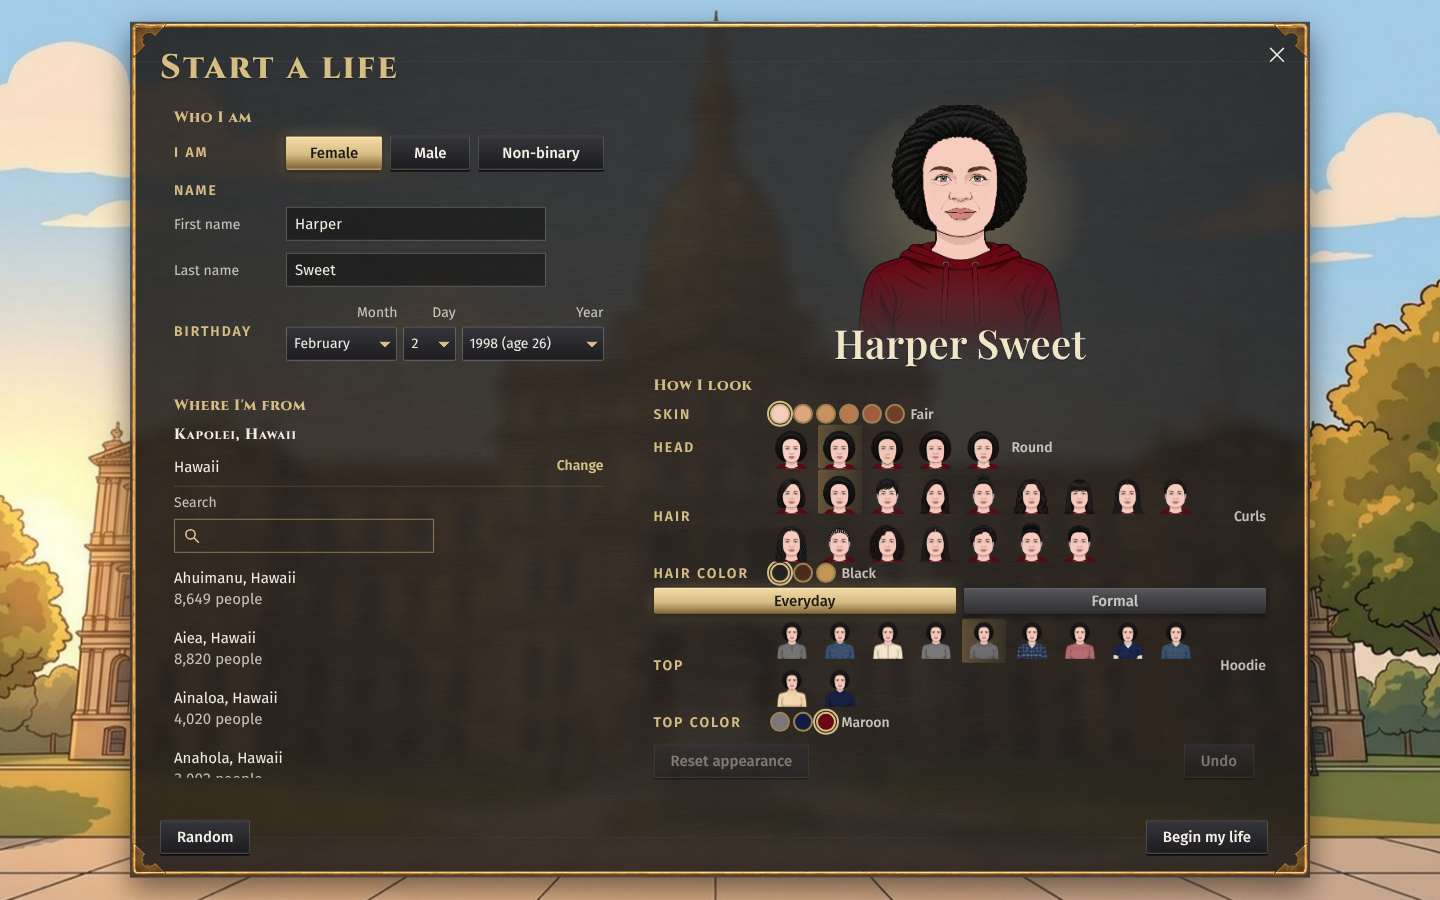 START A LIFE
WHO I AM
I AM
Female
Male
Non-binary
NAME
First name
Harper
Last name
Sweet
Month
Day
Year
BIRTHDAY
February
2
1998 (age 26)
WHERE I'M FROM
KAPOLEI, HAWAII
Hawaii
Change
Search
Ahuimanu, Hawaii
8,649 people
Aiea, Hawaii
8,820 people
Ainaloa, Hawaii
4,020 people
Anahola, Hawaii
Random
Harper Sweet
HOW I LOOK
SKIN
Fair
HEAD
Round
HAIR
Curls
HAIR COLOR
Black
Everyday
Formal
TOP
Hoodie
TOP COLOR
Maroon
Reset appearance
Undo
Begin my life